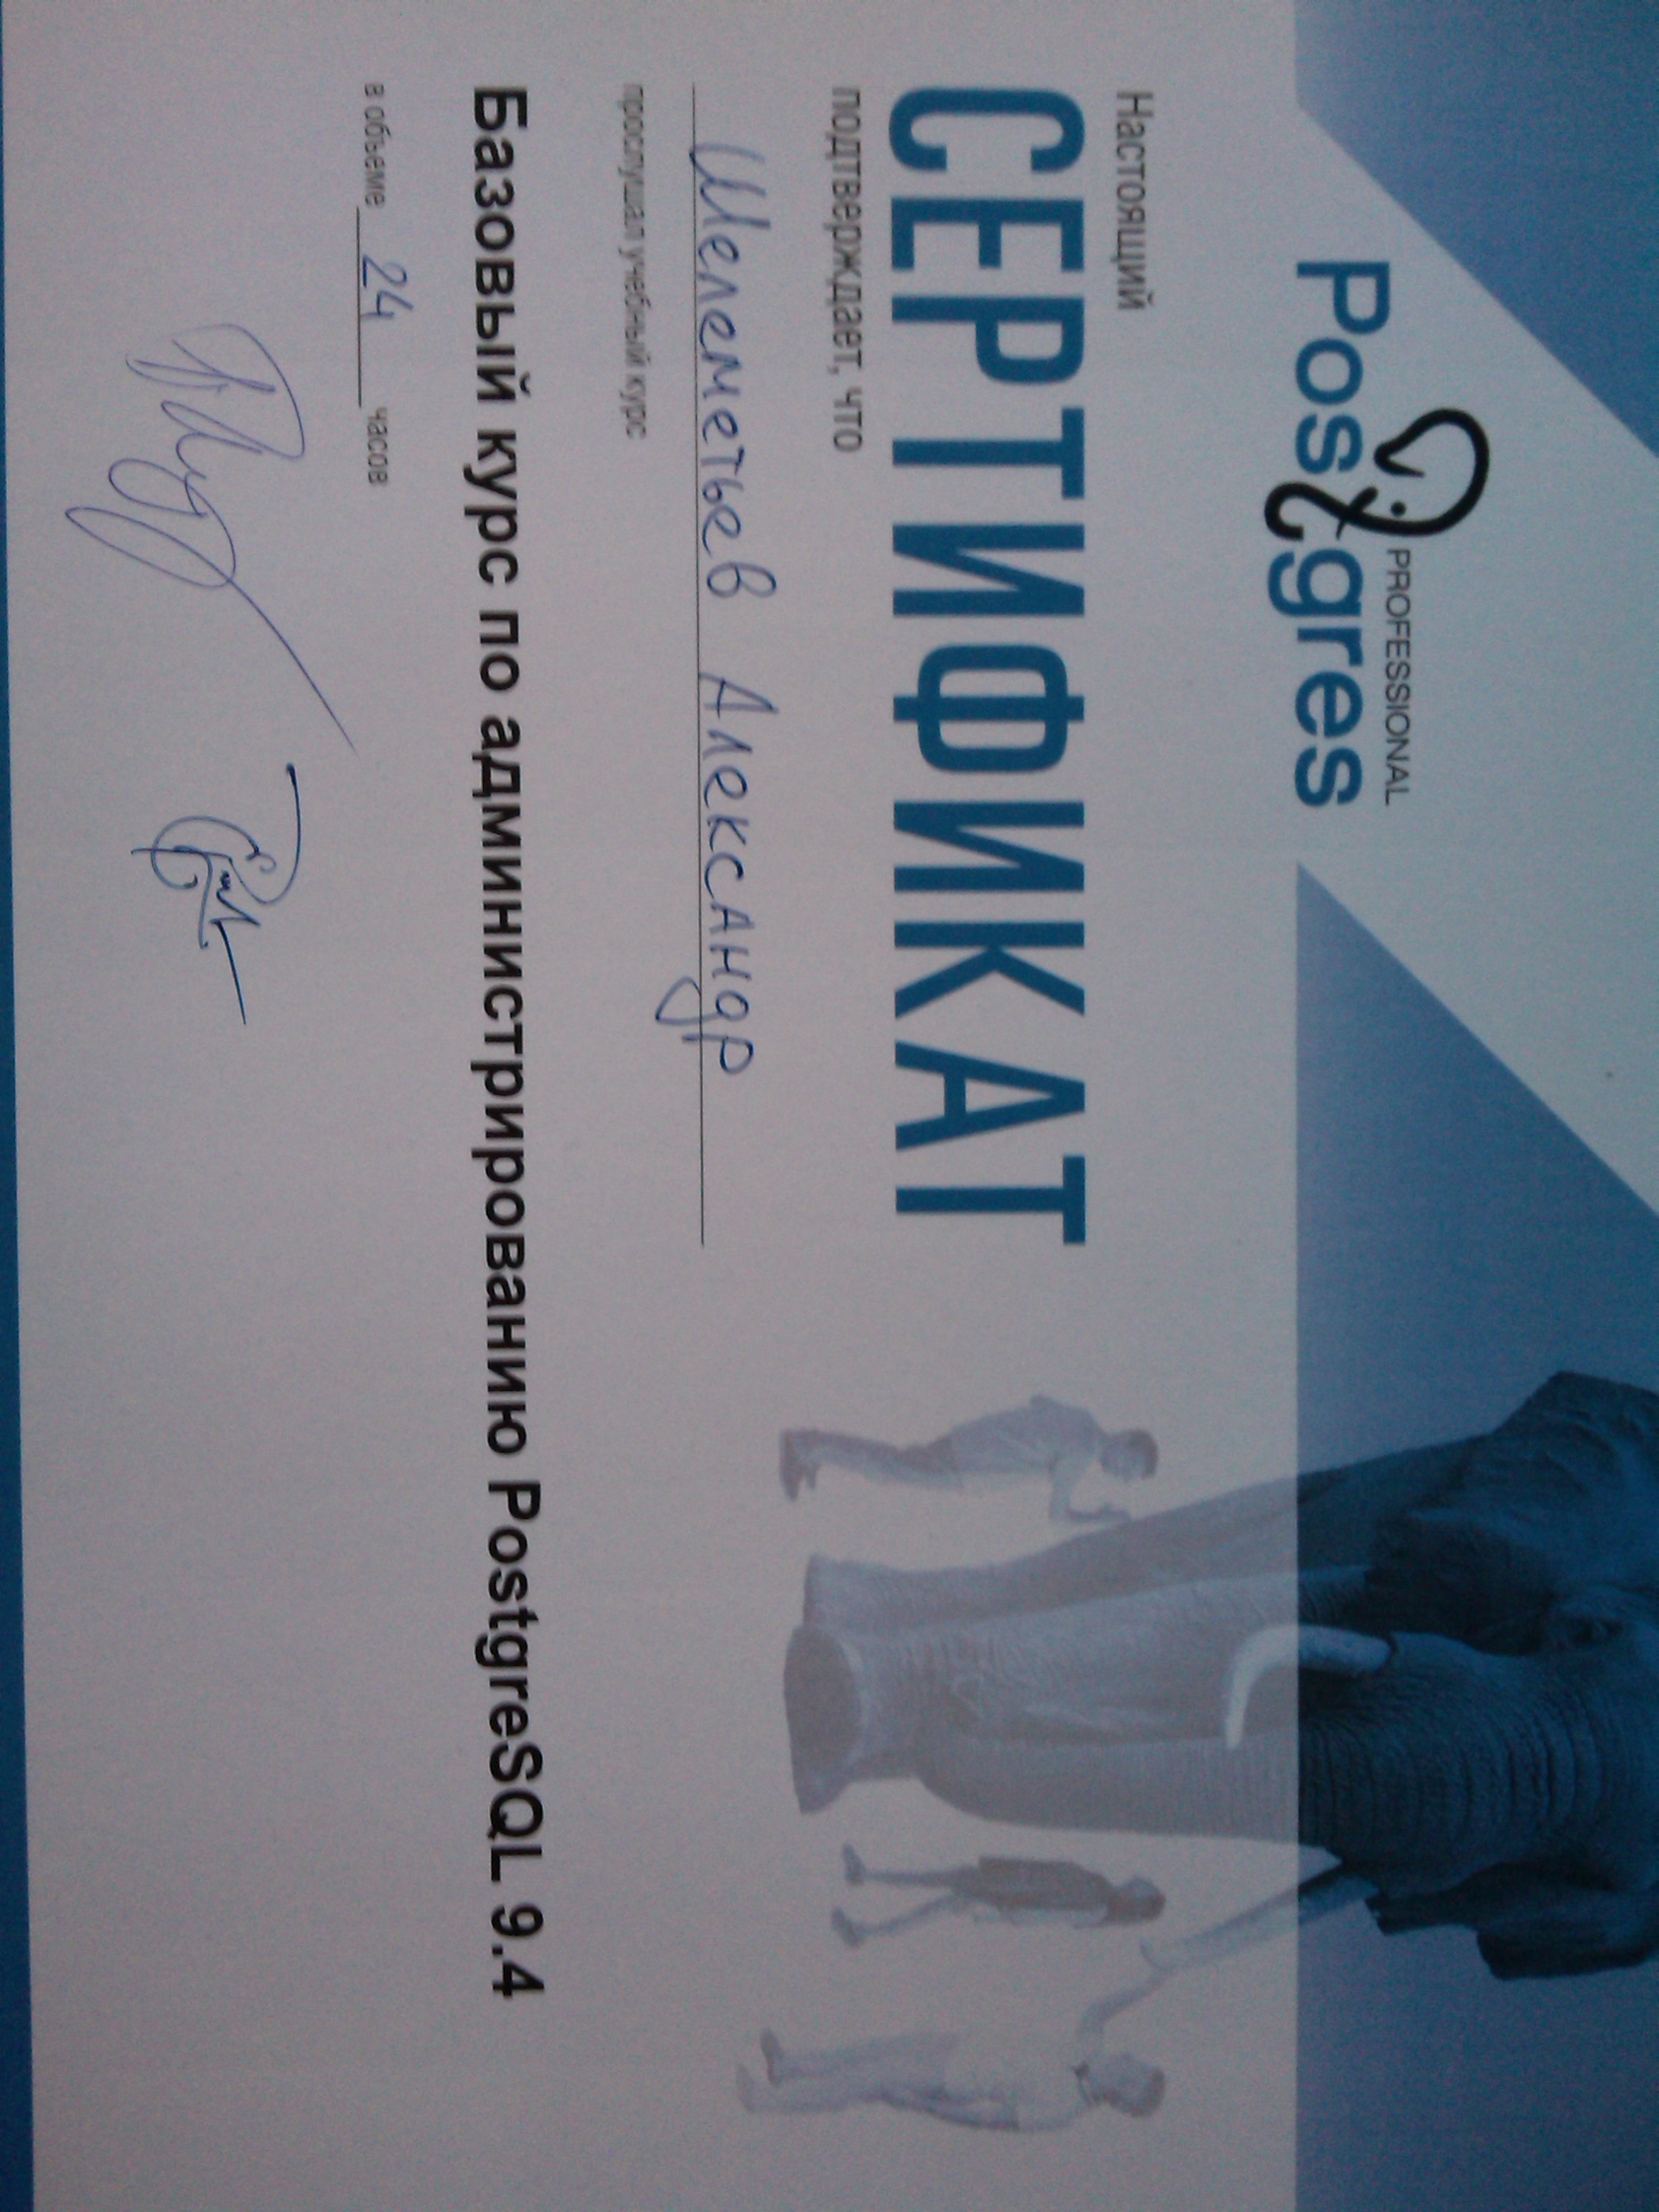 PROFESSIONAL
Postgres
Настоящий
СЕРТИФИКАТ
подтверждает, что
Шелеметьев Александр
прослушал учебный курс
Базовый курс по администрированию PostgreSQL 9.4
в объеме 24 часов